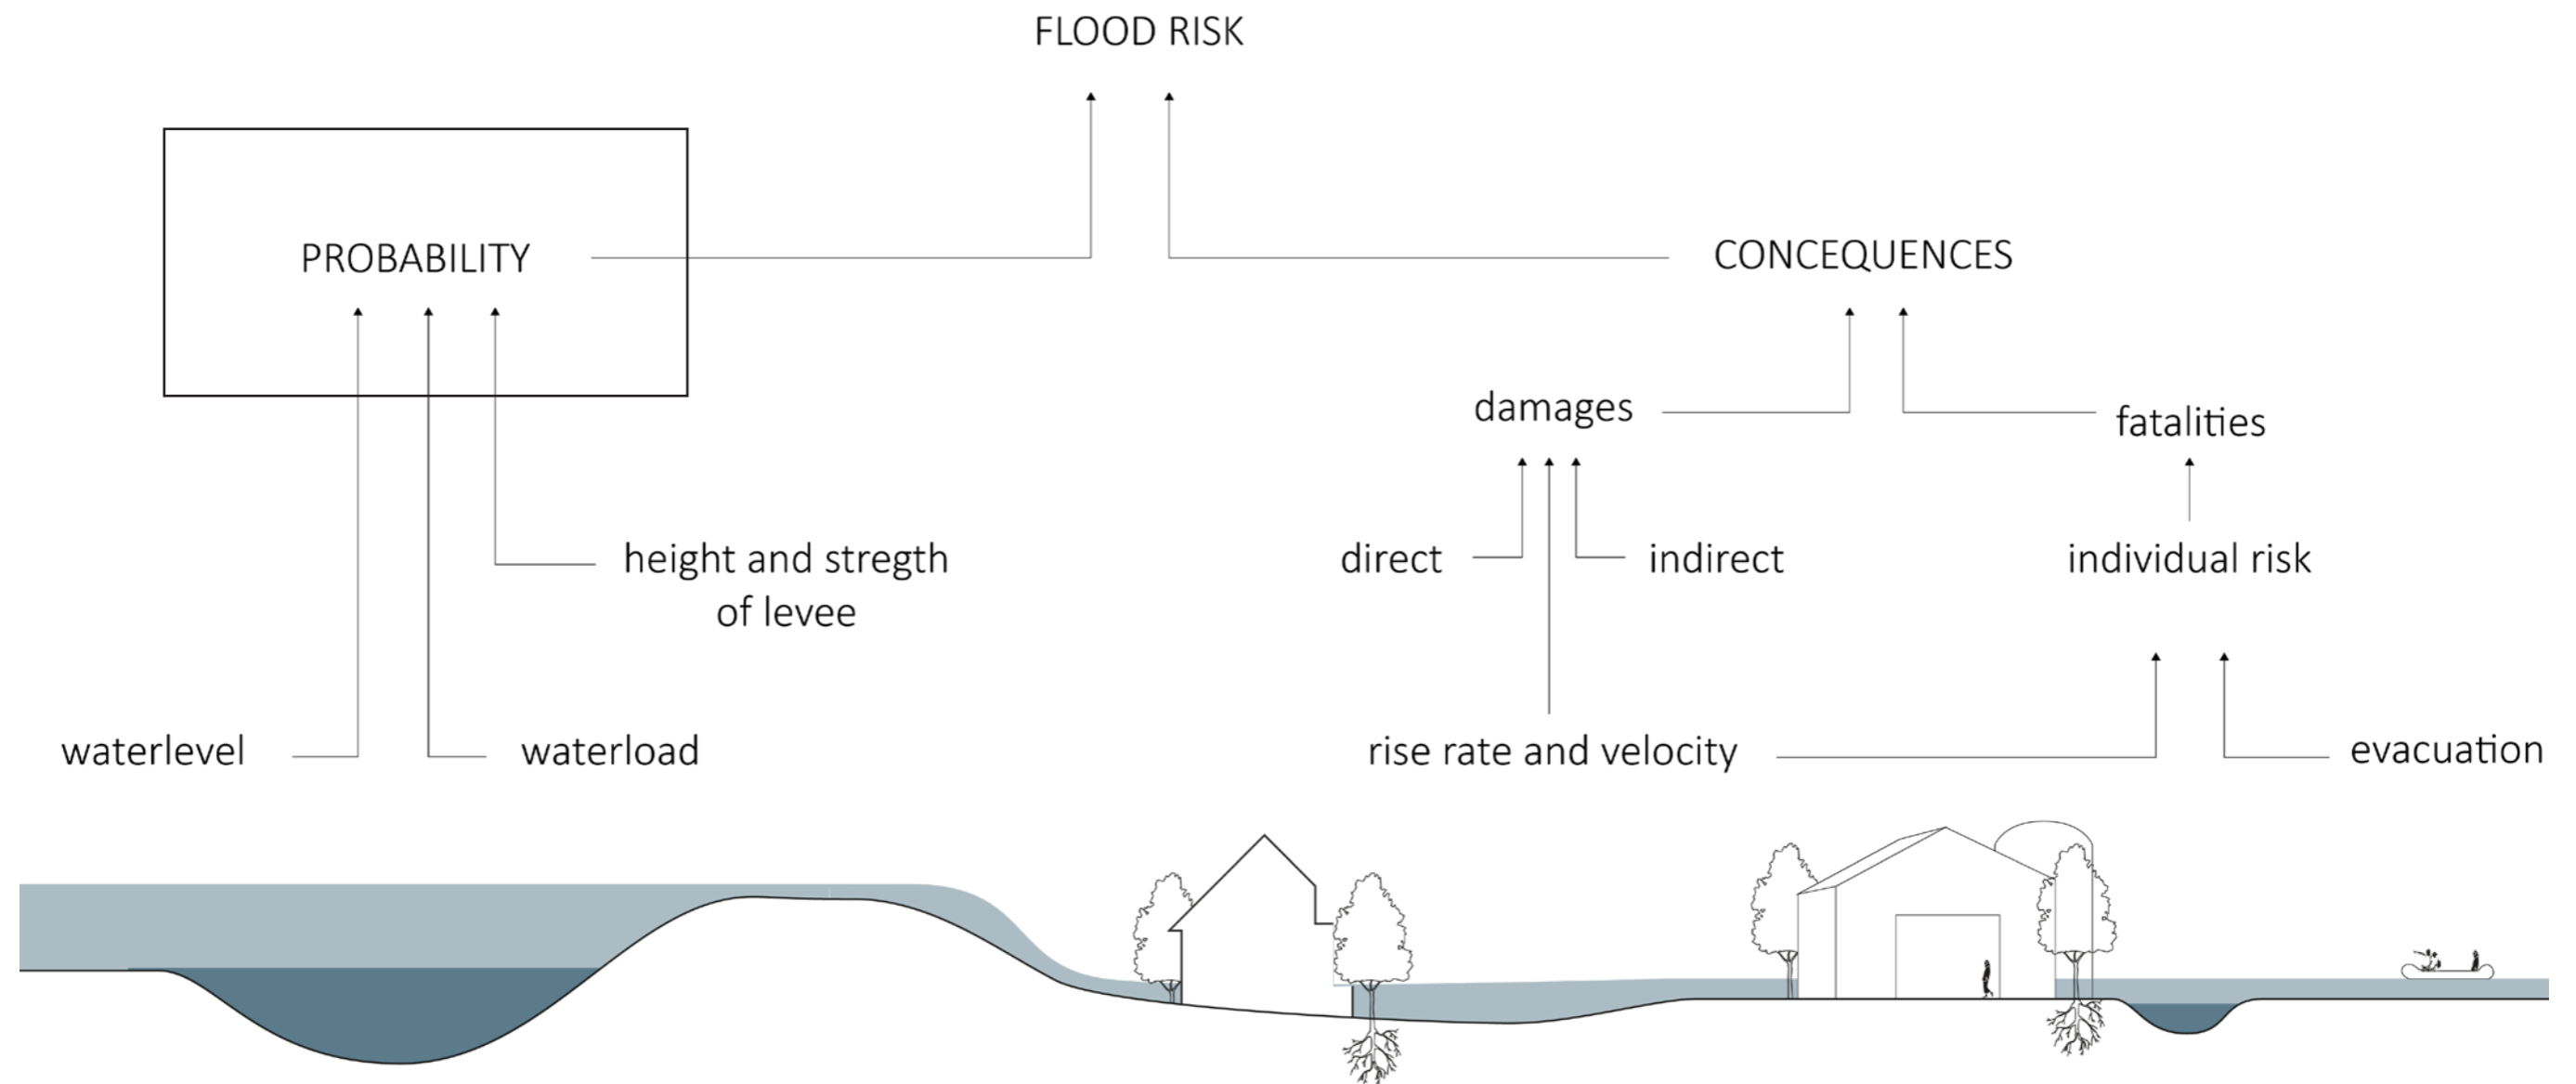 FLOOD RISK
PROBABILITY
CONCEQUENCES
damages
fatalities
height and stregth
of levee
direct
indirect
individual risk
waterlevel
waterload
rise rate and velocity
evacuation